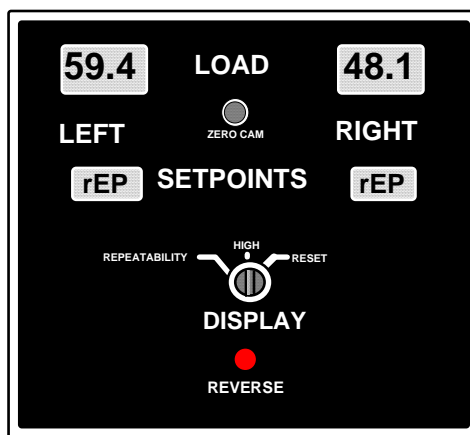 59.4 LOAD 48.1
ZERO CAM
LEFT RIGHT
rEP SETPOINTS rEP
HIGH
REPEATABILITY RESET
DISPLAY
REVERSE